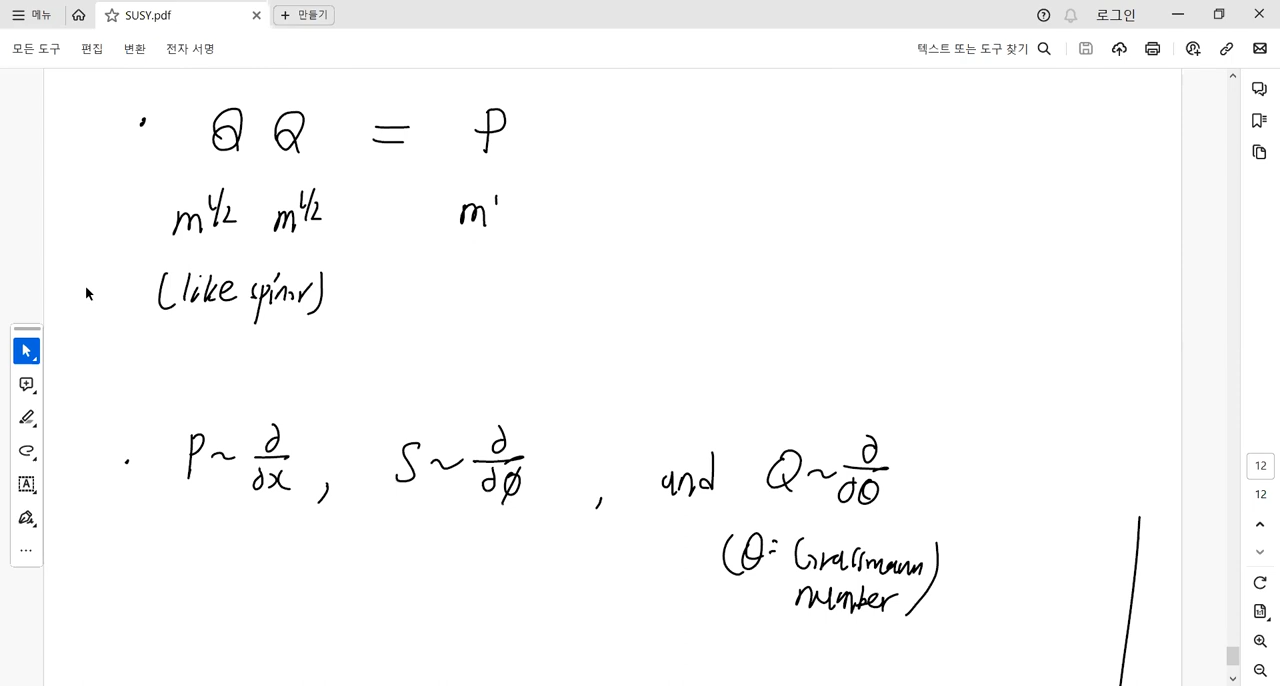 메뉴 SUSY.pdf 만들기 로그인
모든 도구 편집 변환 전자 서명 텍스트 또는 도구 찾기
· Q Q = P
m^1/2 m^1/2 m^1
(like spinor)
· P ~ ∂/∂x , S ~ ∂/∂φ , and Q ~ ∂/∂θ
(θ: Grassmann
number)
12
12